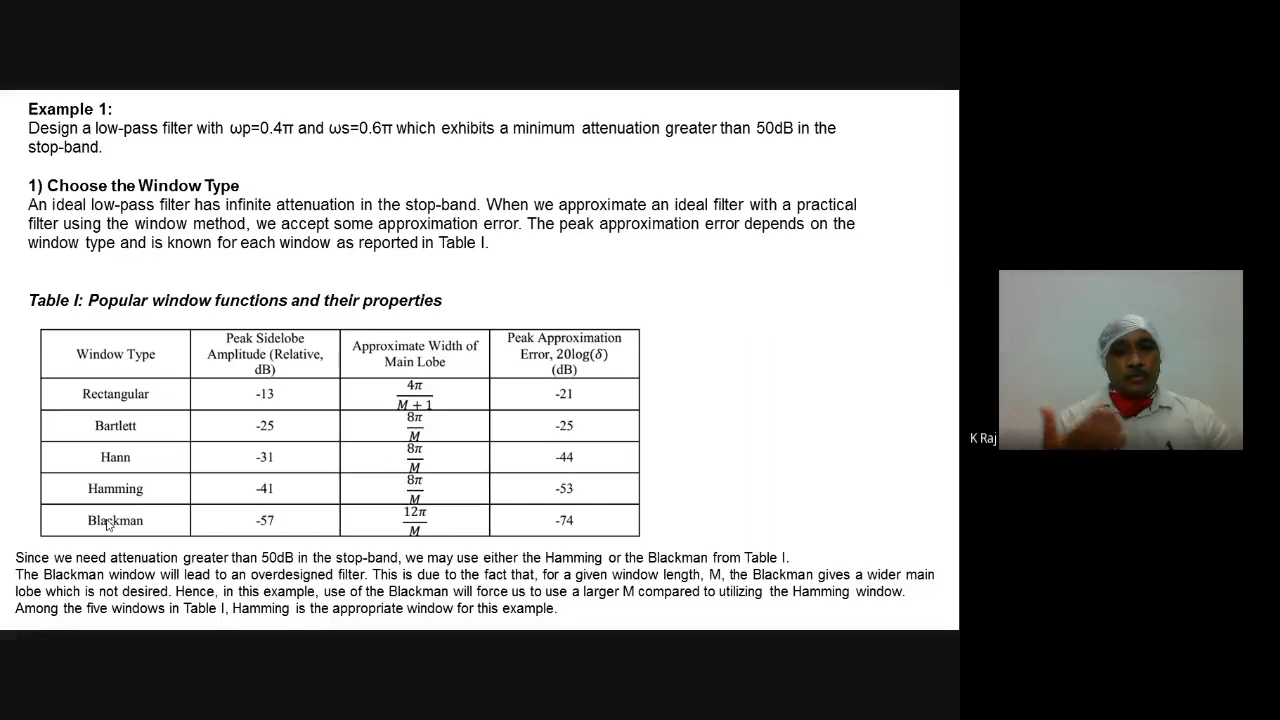 Example 1:
Design a low-pass filter with ωp=0.4π and ωs=0.6π which exhibits a minimum attenuation greater than 50dB in the
stop-band.
1) Choose the Window Type
An ideal low-pass filter has infinite attenuation in the stop-band. When we approximate an ideal filter with a practical
filter using the window method, we accept some approximation error. The peak approximation error depends on the
window type and is known for each window as reported in Table I.
Table I: Popular window functions and their properties
Window Type
Peak Sidelobe
Amplitude (Relative,
dB)
Approximate Width of
Main Lobe
Peak Approximation
Error, 20log(δ)
(dB)
Rectangular
-13
4π
M + 1
-21
Bartlett
-25
8π
M
-25
Hann
-31
8π
M
-44
Hamming
-41
8π
M
-53
Blackman
-57
12π
M
-74
Since we need attenuation greater than 50dB in the stop-band, we may use either the Hamming or the Blackman from Table I.
The Blackman window will lead to an overdesigned filter. This is due to the fact that, for a given window length, M, the Blackman gives a wider main
lobe which is not desired. Hence, in this example, use of the Blackman will force us to use a larger M compared to utilizing the Hamming window.
Among the five windows in Table I, Hamming is the appropriate window for this example.
K Raj